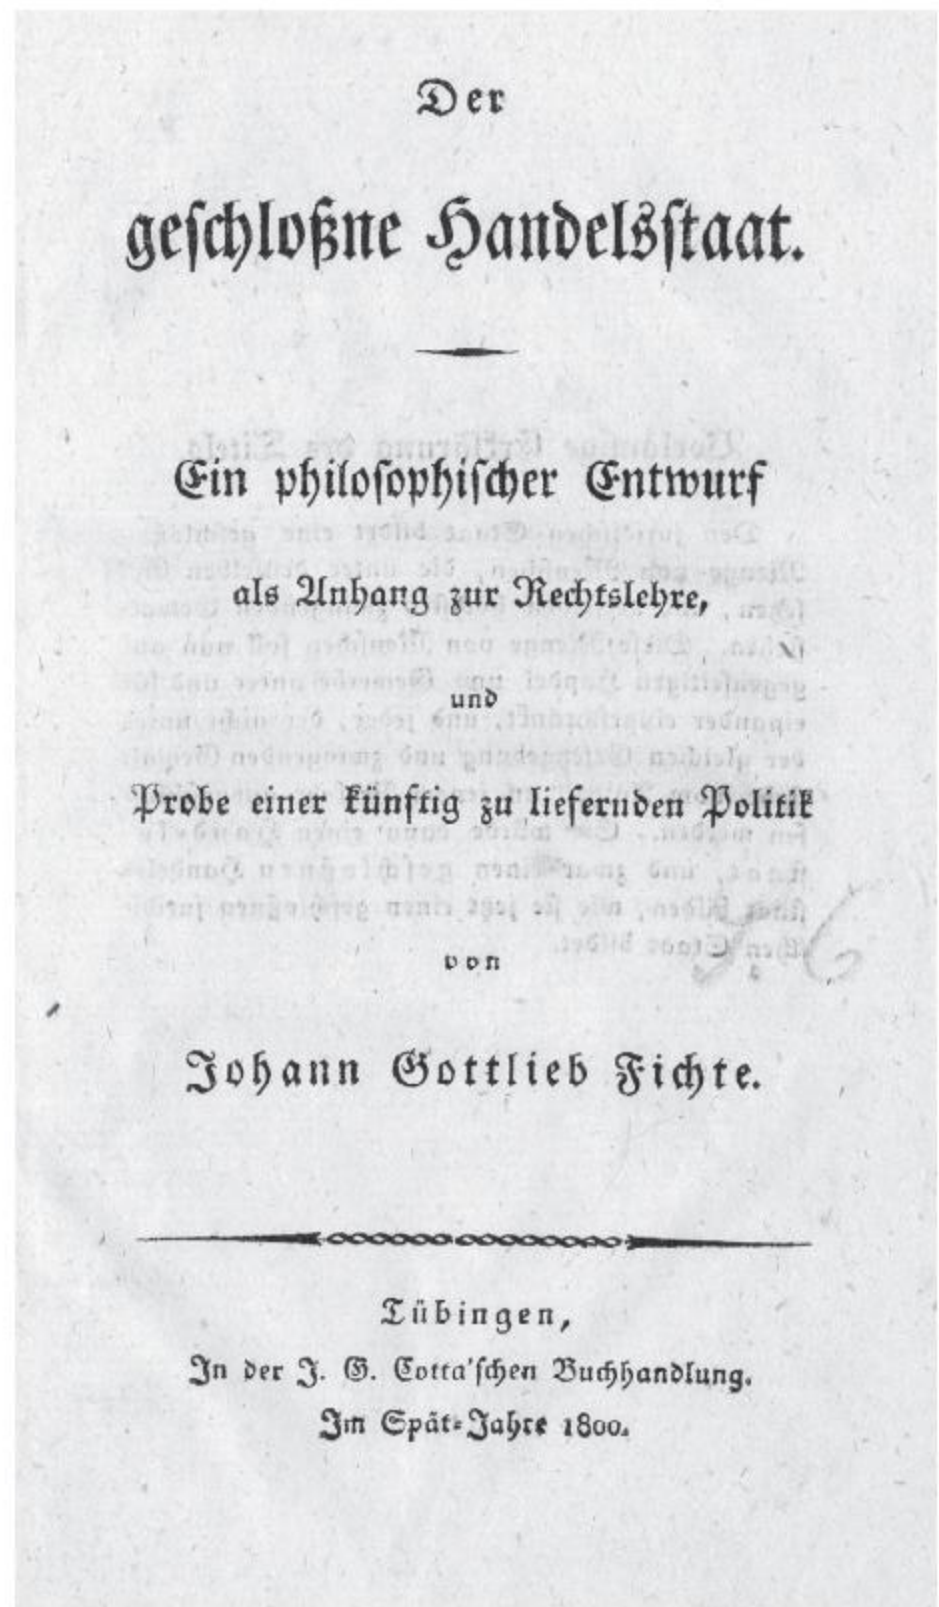 Der
geschloßne Handelsstaat.
Ein philosophischer Entwurf
als Anhang zur Rechtslehre,
und
Probe einer künftig zu liefernden Politik
von
Johann Gottlieb Fichte.
Tübingen,
In der J. G. Cotta'schen Buchhandlung.
Im Spät-Jahre 1800.